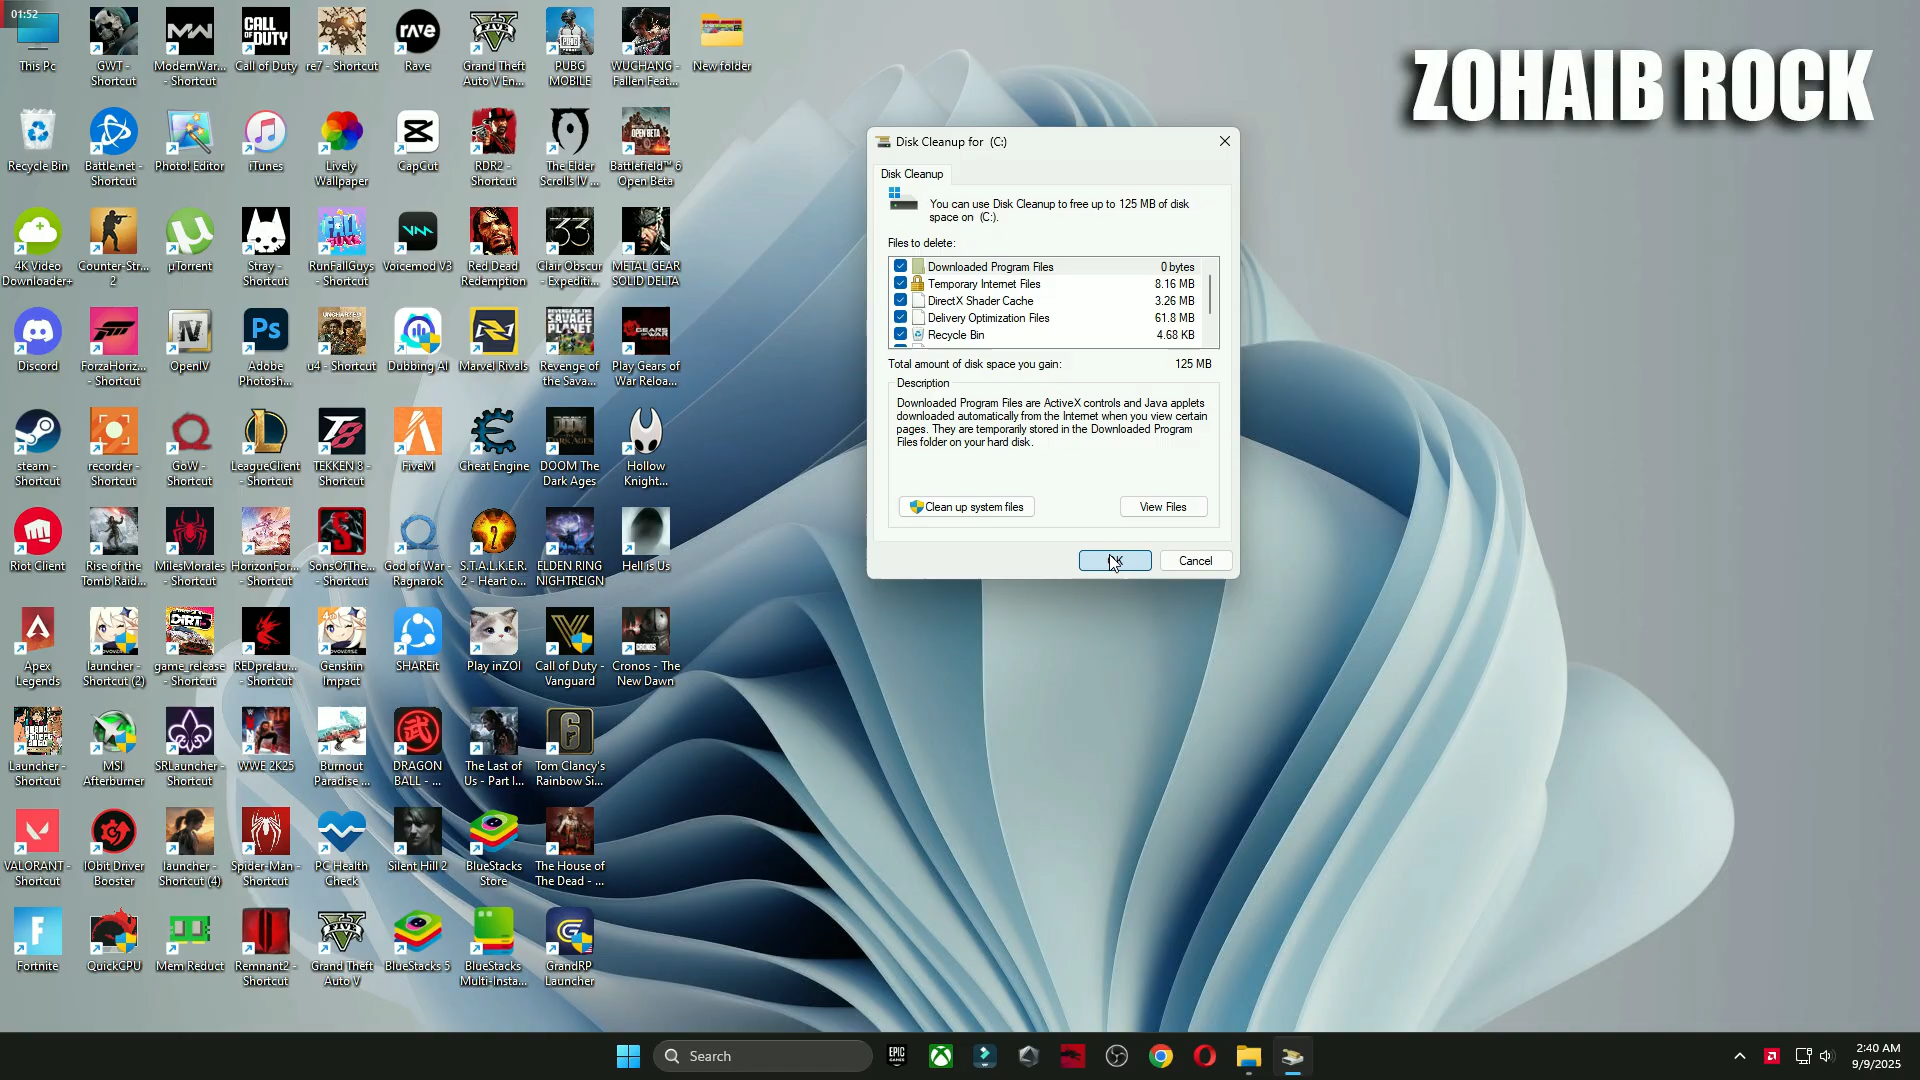 01:52
ZOHAIB ROCK
This Pc
GWT -
Shortcut
ModernWar...
- Shortcut
Call of Duty
re7 - Shortcut
Rave
Grand Theft
Auto V En...
PUBG
MOBILE
WUCHANG -
Fallen Feat...
New folder
Recycle Bin
Battle.net -
Shortcut
Photo! Editor
iTunes
Lively
Wallpaper
CapCut
RDR2 -
Shortcut
The Elder
Scrolls IV ...
Battlefield™ 6
Open Beta
4K Video
Downloader+
Counter-Str...
2
µTorrent
Stray -
Shortcut
RunFallGuys
- Shortcut
Voicemod V3
Red Dead
Redemption
Clair Obscur
- Expediti...
METAL GEAR
SOLID DELTA
Discord
ForzaHoriz...
- Shortcut
OpenIV
Adobe
Photosh...
u4 - Shortcut
Dubbing AI
Marvel Rivals
Revenge of
the Sava...
Play Gears of
War Reloa...
steam -
Shortcut
recorder -
Shortcut
GoW -
Shortcut
LeagueClient
- Shortcut
TEKKEN 8 -
Shortcut
FiveM
Cheat Engine
DOOM The
Dark Ages
Hollow
Knight...
Riot Client
Rise of the
Tomb Raid...
MilesMorales
- Shortcut
HorizonFor...
- Shortcut
SonsOfThe...
- Shortcut
God of War -
Ragnarok
S.T.A.L.K.E.R.
2 - Heart o...
ELDEN RING
NIGHTREIGN
Hell is Us
Apex
Legends
launcher -
Shortcut (2)
game_release
- Shortcut
REDprelau...
- Shortcut
Genshin
Impact
SHAREit
Play inZOI
Call of Duty -
Vanguard
Cronos - The
New Dawn
Launcher -
Shortcut
MSI
Afterburner
SRLauncher -
Shortcut
WWE 2K25
Burnout
Paradise ...
DRAGON
BALL - ...
The Last of
Us - Part I...
Tom Clancy's
Rainbow Si...
VALORANT -
Shortcut
IObit Driver
Booster
launcher -
Shortcut (4)
Spider-Man -
Shortcut
PC Health
Check
Silent Hill 2
BlueStacks
Store
The House of
The Dead - ...
Fortnite
QuickCPU
Mem Reduct
Remnant2 -
Shortcut
Grand Theft
Auto V
BlueStacks 5
BlueStacks
Multi-Insta...
GrandRP
Launcher
Disk Cleanup for (C:)
Disk Cleanup
You can use Disk Cleanup to free up to 125 MB of disk
space on (C:).
Files to delete:
Downloaded Program Files 0 bytes
Temporary Internet Files 8.16 MB
DirectX Shader Cache 3.26 MB
Delivery Optimization Files 61.8 MB
Recycle Bin 4.68 KB
Total amount of disk space you gain: 125 MB
Description
Downloaded Program Files are ActiveX controls and Java applets
downloaded automatically from the Internet when you view certain
pages. They are temporarily stored in the Downloaded Program
Files folder on your hard disk.
Clean up system files
View Files
Cancel
Search
2:40 AM
9/9/2025